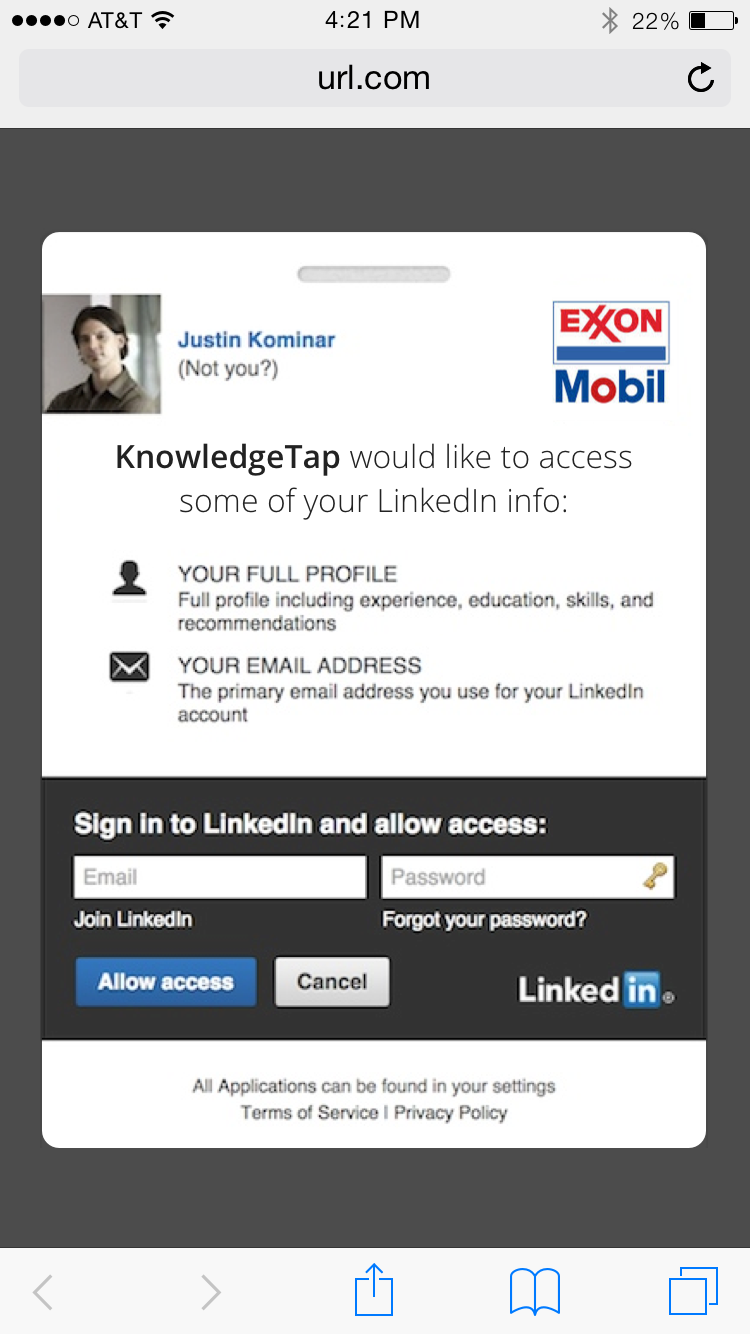 AT&T 4:21 PM 22%
url.com
Justin Kominar
(Not you?)
EXXON
Mobil
KnowledgeTap would like to access
some of your LinkedIn info:
YOUR FULL PROFILE
Full profile including experience, education, skills, and
recommendations
YOUR EMAIL ADDRESS
The primary email address you use for your LinkedIn
account
Sign in to LinkedIn and allow access:
Email Password
Join LinkedIn Forgot your password?
Allow access Cancel Linked in ®
All Applications can be found in your settings
Terms of Service | Privacy Policy